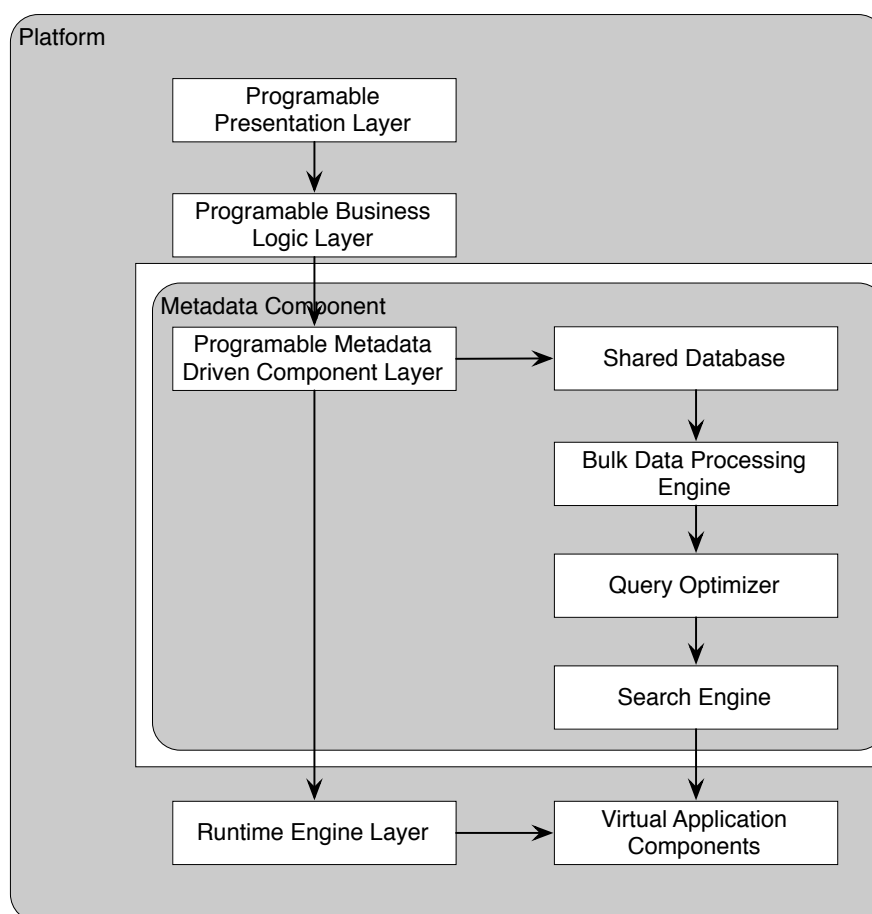 Platform
Programable
Presentation Layer
Programable Business
Logic Layer
Metadata Component
Programable Metadata
Driven Component Layer
Shared Database
Bulk Data Processing
Engine
Query Optimizer
Search Engine
Runtime Engine Layer
Virtual Application
Components